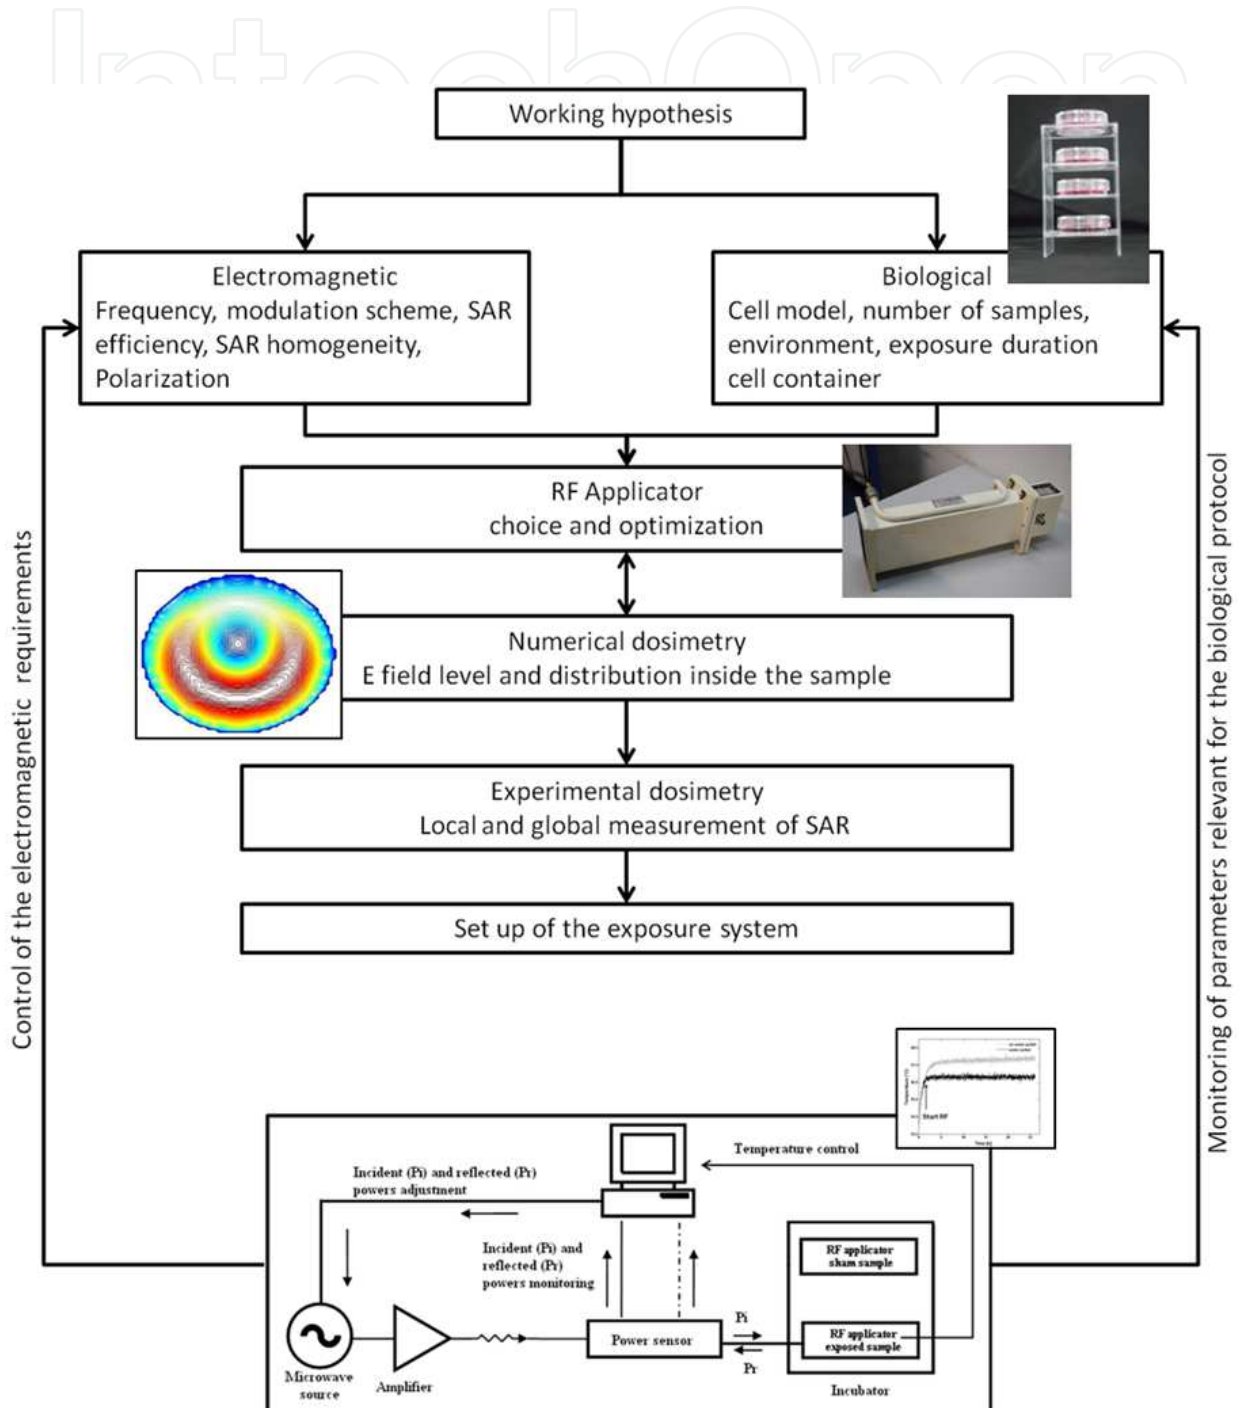 IntechOpen
Working hypothesis
Electromagnetic
Frequency, modulation scheme, SAR
efficiency, SAR homogeneity,
Polarization
Biological
Cell model, number of samples,
environment, exposure duration
cell container
RF Applicator
choice and optimization
Numerical dosimetry
E field level and distribution inside the sample
Experimental dosimetry
Local and global measurement of SAR
Set up of the exposure system
Control of the electromagnetic requirements
Monitoring of parameters relevant for the biological protocol
Start RF
Temperature control
Incident (Pi) and reflected (Pr)
powers adjustment
Incident (Pi) and
reflected (Pr)
powers monitoring
RF applicator
sham sample
Pi
Power sensor
RF applicator
exposed sample
Pr
Microwave
source
Amplifier
Incubator